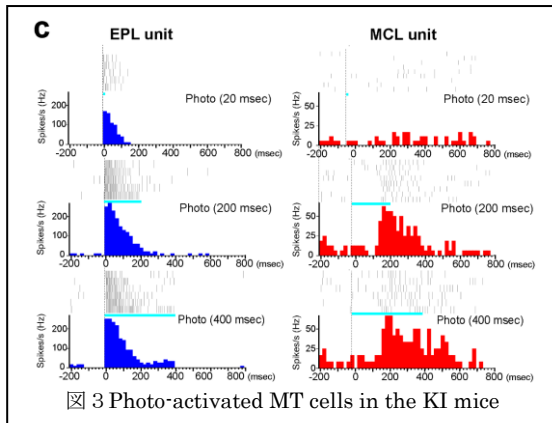 C
EPL unit
MCL unit
Spikes/s (Hz)
200
100
0
Photo (20 msec)
-200 0 200 400 600 800 (msec)
Spikes/s (Hz)
50
25
0
Photo (20 msec)
-200 0 200 400 600 800 (msec)
Spikes/s (Hz)
200
100
0
Photo (200 msec)
-200 0 200 400 600 800 (msec)
Spikes/s (Hz)
50
25
0
Photo (200 msec)
-200 0 200 400 600 800 (msec)
Spikes/s (Hz)
200
100
0
Photo (400 msec)
-200 0 200 400 600 800 (msec)
Spikes/s (Hz)
50
25
0
Photo (400 msec)
-200 0 200 400 600 800 (msec)
図 3 Photo-activated MT cells in the KI mice